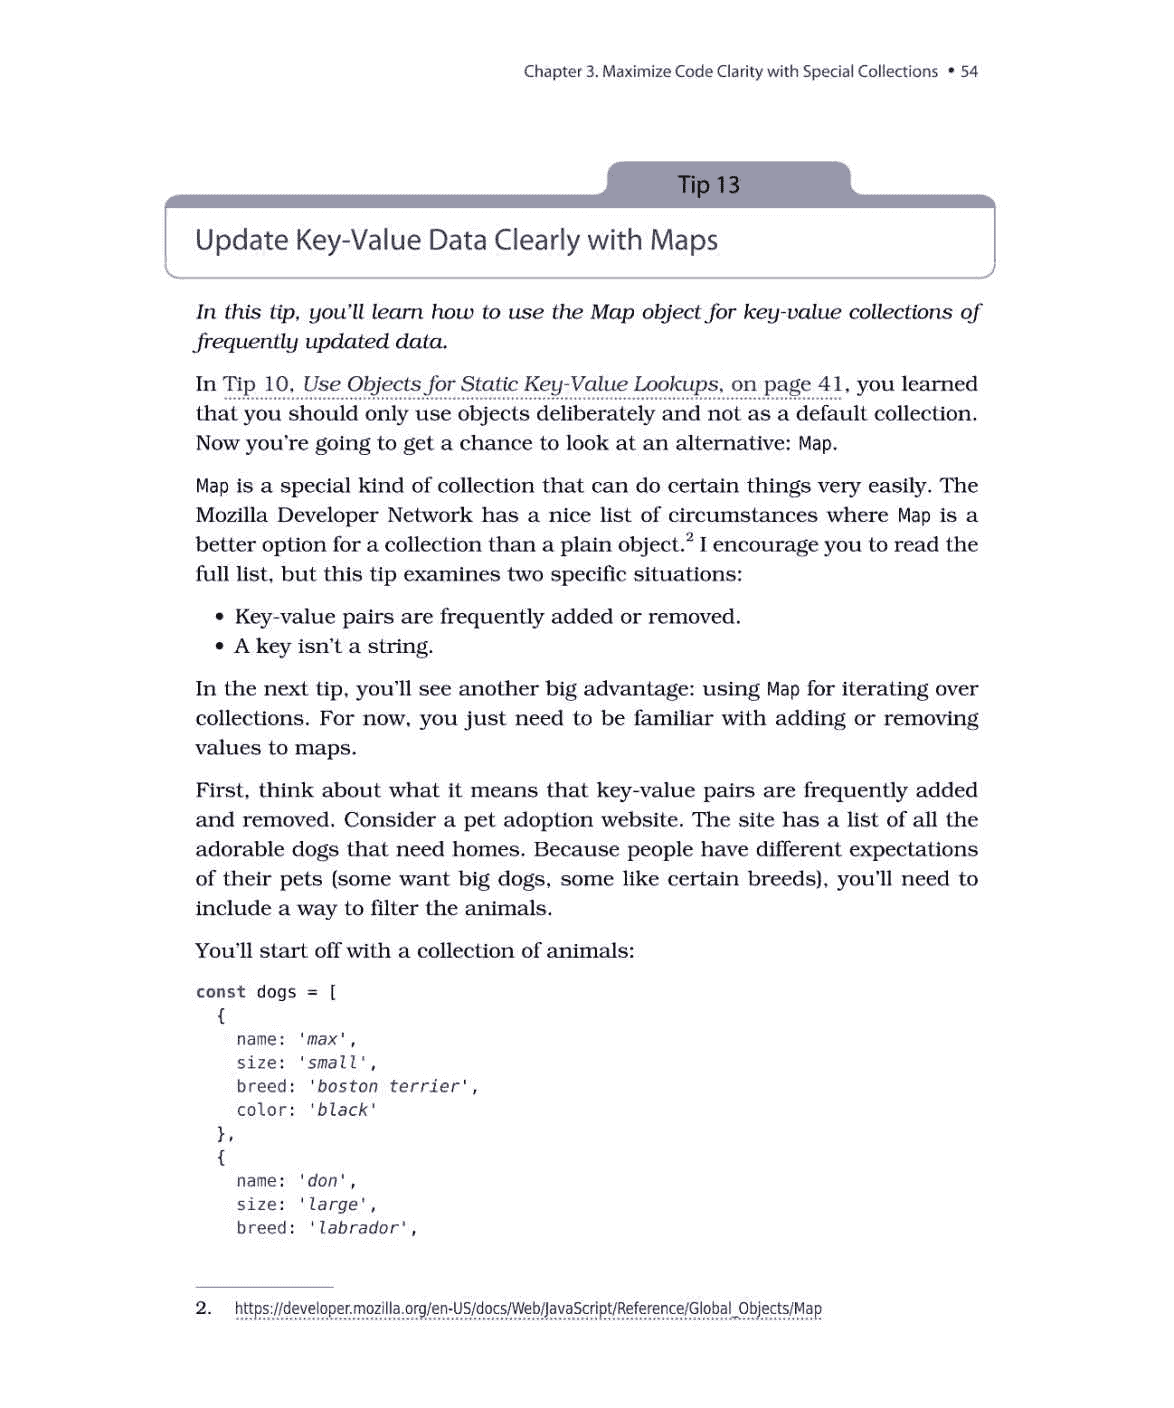 Chapter 3. Maximize Code Clarity with Special Collections • 54
Tip 13
Update Key-Value Data Clearly with Maps
In this tip, you'll learn how to use the Map object for key-value collections of
frequently updated data.
In Tip 10, Use Objects for Static Key-Value Lookups, on page 41, you learned
that you should only use objects deliberately and not as a default collection.
Now you're going to get a chance to look at an alternative: Map.
Map is a special kind of collection that can do certain things very easily. The
Mozilla Developer Network has a nice list of circumstances where Map is a
better option for a collection than a plain object.² I encourage you to read the
full list, but this tip examines two specific situations:
• Key-value pairs are frequently added or removed.
• A key isn't a string.
In the next tip, you'll see another big advantage: using Map for iterating over
collections. For now, you just need to be familiar with adding or removing
values to maps.
First, think about what it means that key-value pairs are frequently added
and removed. Consider a pet adoption website. The site has a list of all the
adorable dogs that need homes. Because people have different expectations
of their pets (some want big dogs, some like certain breeds), you'll need to
include a way to filter the animals.
You'll start off with a collection of animals:
const dogs = [
  {
    name: 'max',
    size: 'small',
    breed: 'boston terrier',
    color: 'black'
  },
  {
    name: 'don',
    size: 'large',
    breed: 'labrador',
2. https://developer.mozilla.org/en-US/docs/Web/JavaScript/Reference/Global_Objects/Map